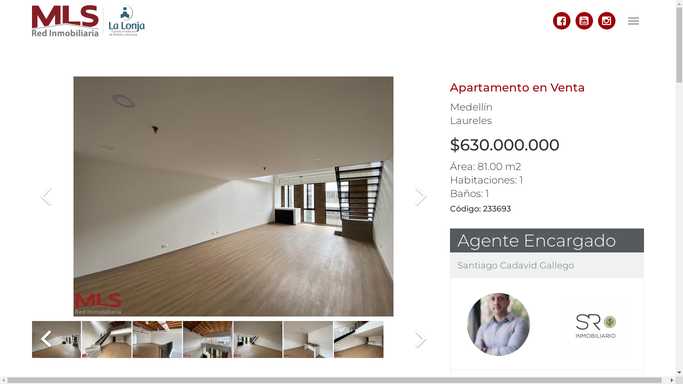 MLS
Red Inmobiliaria
La Lonja
Apartamento en Venta
Medellín
Laureles
$630.000.000
Área: 81.00 m2
Habitaciones: 1
Baños: 1
Código: 233693
Agente Encargado
Santiago Cadavid Gallego
MLS
Red Inmobiliaria
SR
INMOBILIARIO